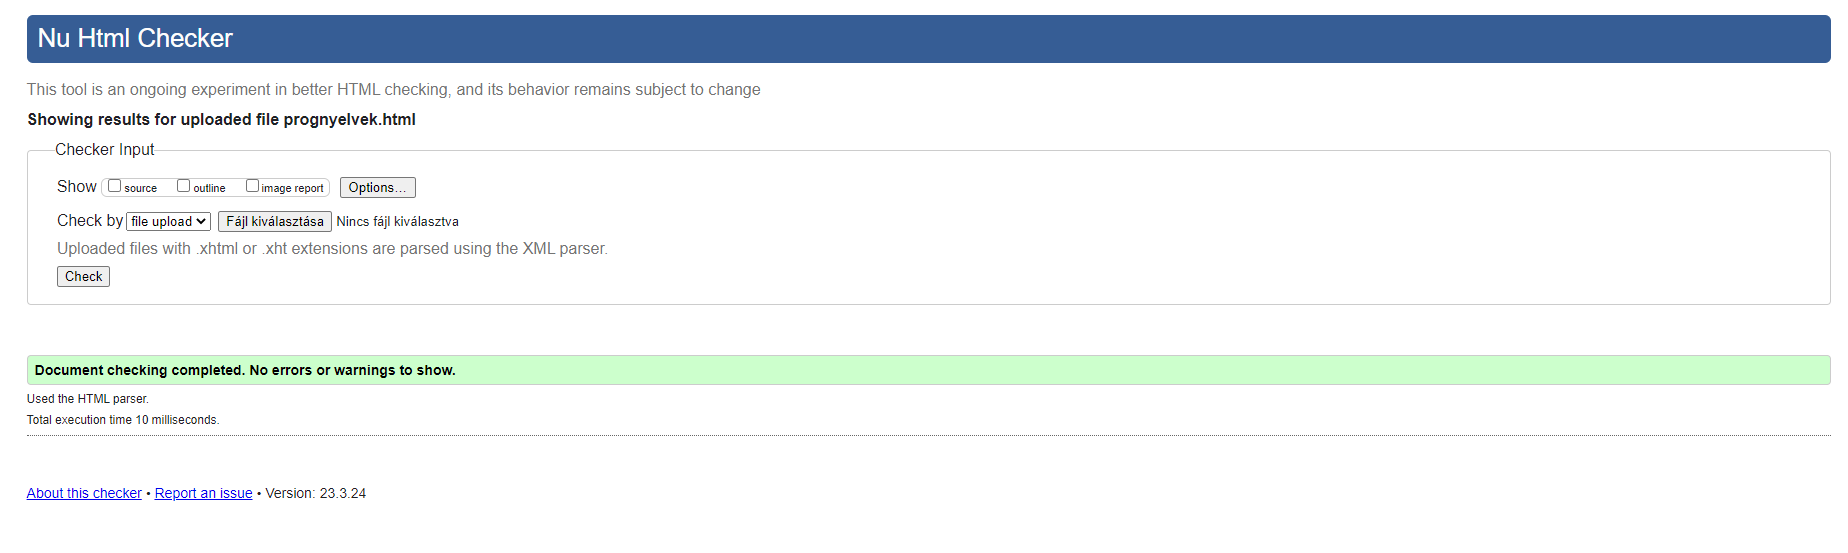 Nu Html Checker
This tool is an ongoing experiment in better HTML checking, and its behavior remains subject to change
Showing results for uploaded file prognyelvek.html
Checker Input
Show source outline image report Options...
Check by file upload Fájl kiválasztása Nincs fájl kiválasztva
Uploaded files with .xhtml or .xht extensions are parsed using the XML parser.
Check
Document checking completed. No errors or warnings to show.
Used the HTML parser.
Total execution time 10 milliseconds.
About this checker • Report an issue • Version: 23.3.24